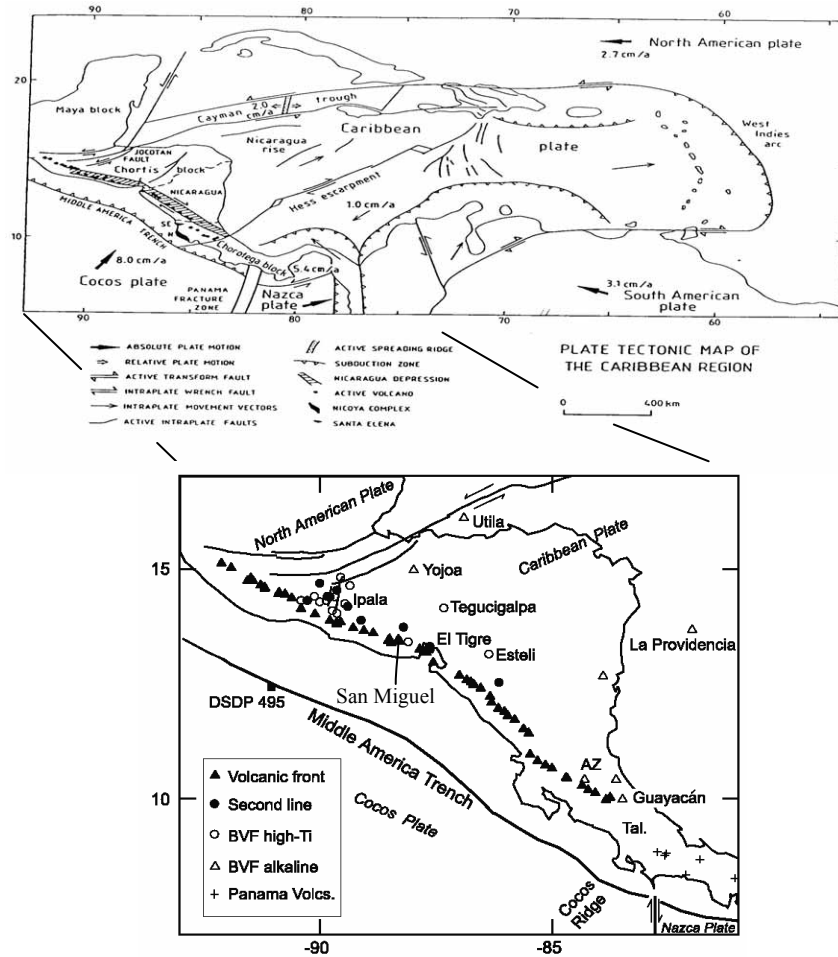 90
80
70
60
North American plate
2.7 cm/a
20
Maya block
Cayman trough
2.0 cm/a
Caribbean
plate
West Indies arc
JOCOTAN FAULT
Nicaragua rise
Chortis block
NICARAGUA
Hess escarpment
1.0 cm/a
MIDDLE AMERICA TRENCH
SE
N
10
Chorotega block
8.0 cm/a
5.4 cm/a
Cocos plate
PANAMA FRACTURE ZONE
Nazca plate
3.1 cm/a
South American plate
90
80
70
60
ABSOLUTE PLATE MOTION
RELATIVE PLATE MOTION
ACTIVE TRANSFORM FAULT
INTRAPLATE WRENCH FAULT
INTRAPLATE MOVEMENT VECTORS
ACTIVE INTRAPLATE FAULTS
ACTIVE SPREADING RIDGE
SUBDUCTION ZONE
NICARAGUA DEPRESSION
ACTIVE VOLCANO
NICOYA COMPLEX
SANTA ELENA
PLATE TECTONIC MAP OF
THE CARIBBEAN REGION
0 400 km
North American Plate
Utila
Caribbean Plate
15
Yojoa
Ipala
Tegucigalpa
El Tigre
Esteli
La Providencia
San Miguel
DSDP 495
Middle America Trench
AZ
10
Guayacán
Cocos Plate
Tal.
Volcanic front
Second line
BVF high-Ti
BVF alkaline
Panama Volcs.
Cocos Ridge
Nazca Plate
-90
-85